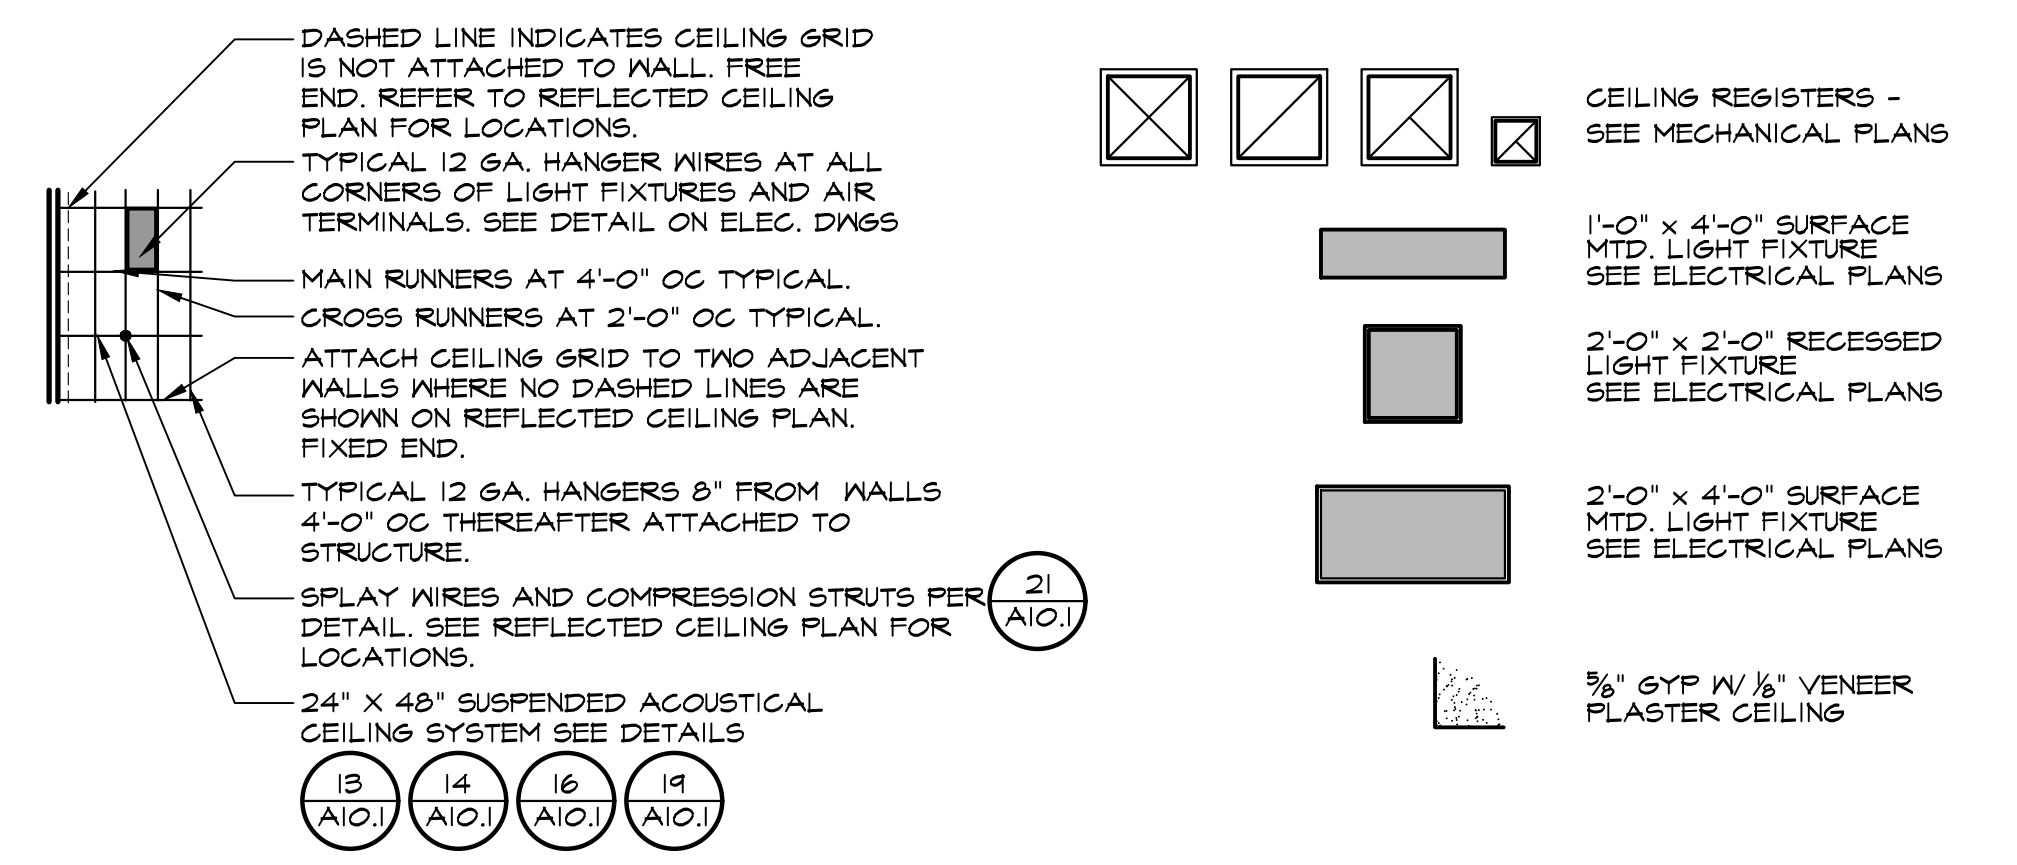 DASHED LINE INDICATES CEILING GRID
IS NOT ATTACHED TO WALL. FREE
END. REFER TO REFLECTED CEILING
PLAN FOR LOCATIONS.
TYPICAL 12 GA. HANGER WIRES AT ALL
CORNERS OF LIGHT FIXTURES AND AIR
TERMINALS. SEE DETAIL ON ELEC. DWGS
MAIN RUNNERS AT 4'-0" OC TYPICAL.
CROSS RUNNERS AT 2'-0" OC TYPICAL.
ATTACH CEILING GRID TO TWO ADJACENT
WALLS WHERE NO DASHED LINES ARE
SHOWN ON REFLECTED CEILING PLAN.
FIXED END.
TYPICAL 12 GA. HANGERS 8" FROM WALLS
4'-0" OC THEREAFTER ATTACHED TO
STRUCTURE.
SPLAY WIRES AND COMPRESSION STRUTS PER
DETAIL. SEE REFLECTED CEILING PLAN FOR
LOCATIONS.
21
A10.1
24" X 48" SUSPENDED ACOUSTICAL
CEILING SYSTEM SEE DETAILS
13
A10.1
14
A10.1
16
A10.1
19
A10.1
CEILING REGISTERS -
SEE MECHANICAL PLANS
1'-0" x 4'-0" SURFACE
MTD. LIGHT FIXTURE
SEE ELECTRICAL PLANS
2'-0" x 2'-0" RECESSED
LIGHT FIXTURE
SEE ELECTRICAL PLANS
2'-0" x 4'-0" SURFACE
MTD. LIGHT FIXTURE
SEE ELECTRICAL PLANS
5/8" GYP W/ 1/8" VENEER
PLASTER CEILING